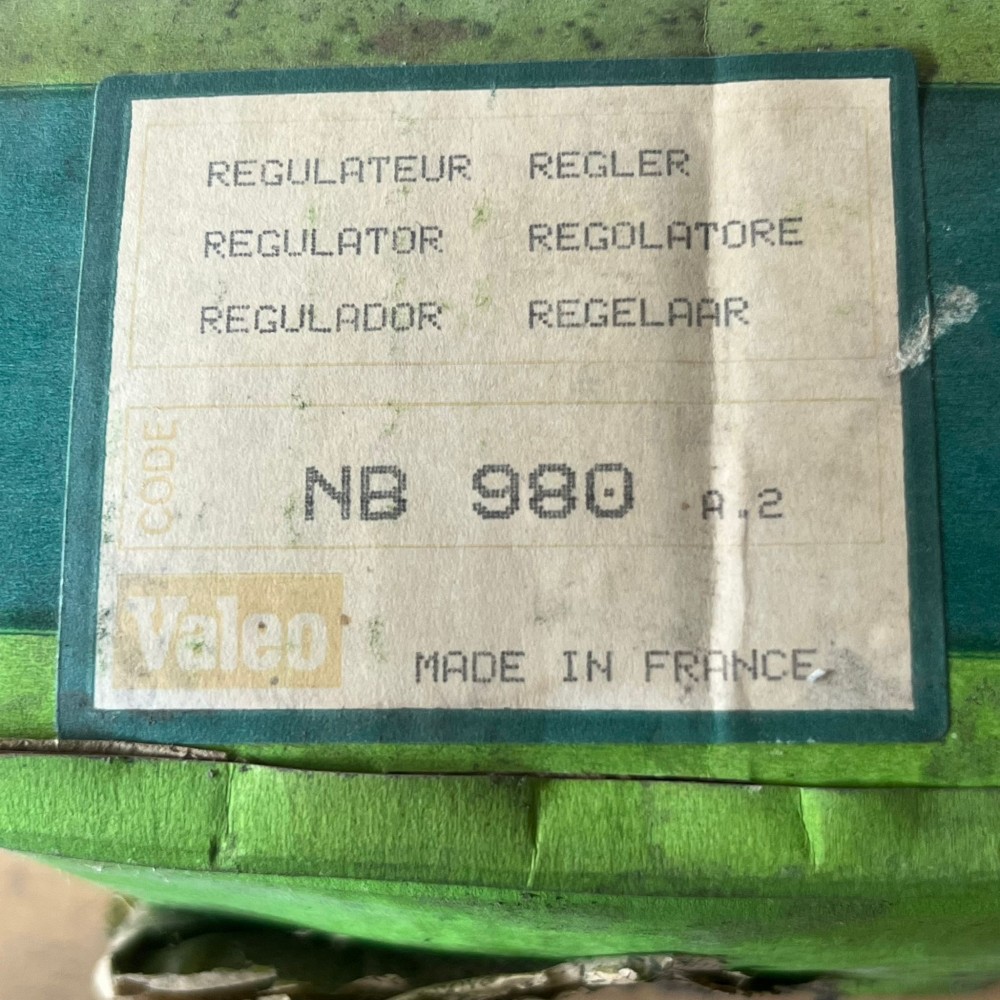 REGULATEUR REGLER
REGULATOR REGOLATORE
REGULADOR REGELAAR
CODE
NB 980 A.2
Valeo
MADE IN FRANCE